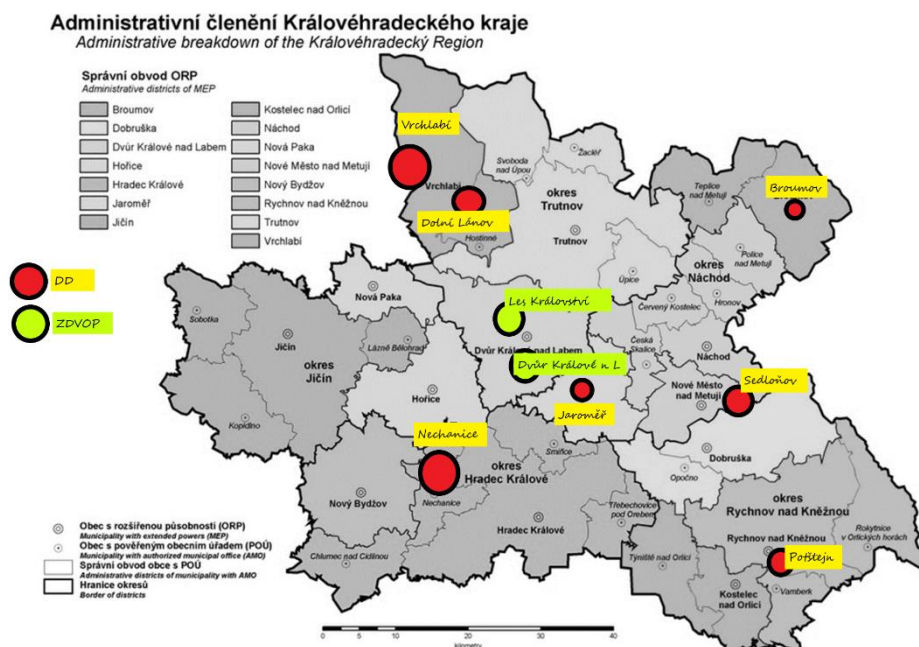 Administrativní členění Královéhradeckého kraje
Administrative breakdown of the Královéhradecký Region
Správní obvod ORP
Administrative districts of MEP
Broumov
Dobruška
Dvůr Králové nad Labem
Hořice
Hradec Králové
Jaroměř
Jičín
Kostelec nad Orlicí
Náchod
Nová Paka
Nové Město nad Metují
Nový Bydžov
Rychnov nad Kněžnou
Trutnov
Vrchlabí
DD
ZDVOP
Vrchlabí
Vrchlabí
Dolní Lánov
Hostinné
Svoboda
nad Úpou
Žacléř
okres
Trutnov
Trutnov
Úpice
Teplice
nad Metují
Broumov
Police
nad Metují
okres
Náchod
Hronov
Červený Kostelec
Česká
Skalice
Náchod
Nová Paka
Sobotka
Jičín
okres
Jičín
Lázně Bělohrad
Kopidlno
Hořice
Les Království
Dvůr Králové nad Labem
Dvůr Králové n L
Jaroměř
Sedloňov
Nové Město
nad Metují
Dobruška
Opočno
Nechanice
Nechanice
Smiřice
okres
Hradec Králové
Nový Bydžov
Hradec Králové
Třebechovice
pod Orebem
Chlumec nad Cidlinou
okres
Rychnov nad Kněžnou
Rychnov nad Kněžnou
Rokytnice
v Orlických horách
Týniště nad Orlicí
Potštejn
Vamberk
Kostelec
nad Orlicí
Obec s rozšířenou působností (ORP)
Municipality with extended powers (MEP)
Obec s pověřeným obecním úřadem (POÚ)
Municipality with authorized municipal office (AMO)
Správní obvod obce s POÚ
Administrative districts of municipality with AMO
Hranice okresů
Border of districts
0 10 20 30 40
kilometry